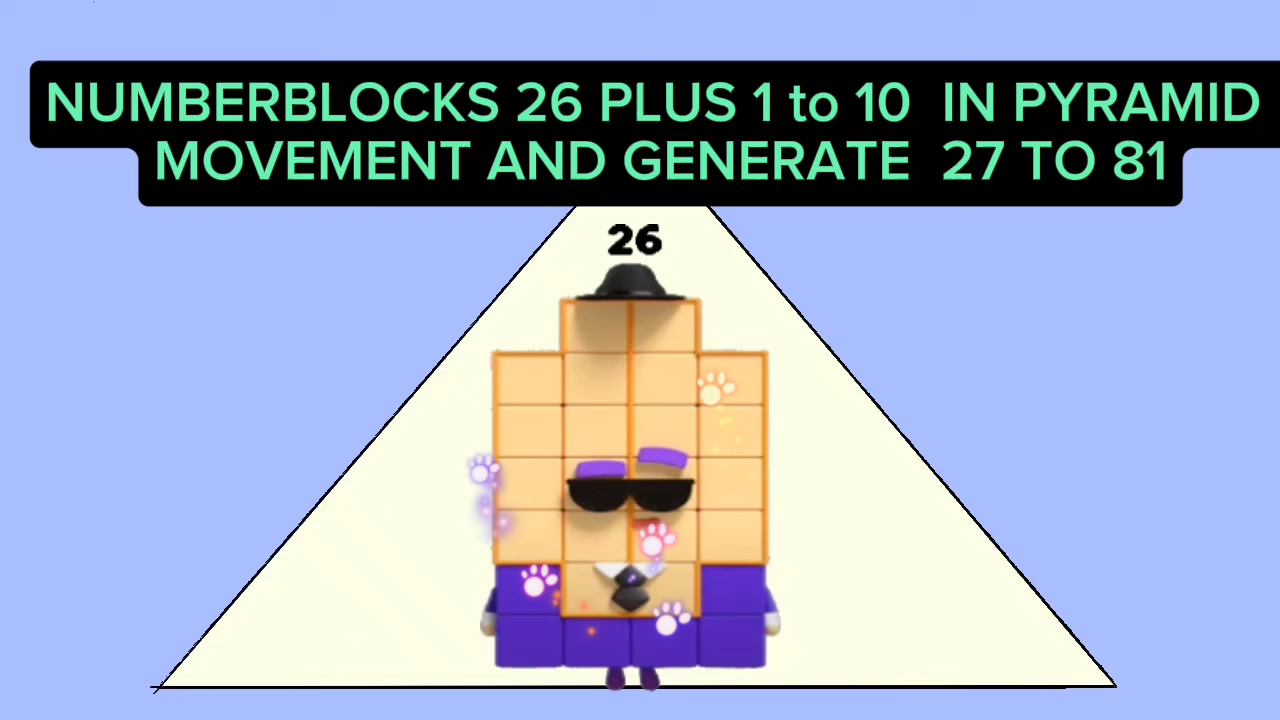 NUMBERBLOCKS 26 PLUS 1 to 10 IN PYRAMID
MOVEMENT AND GENERATE 27 TO 81
26